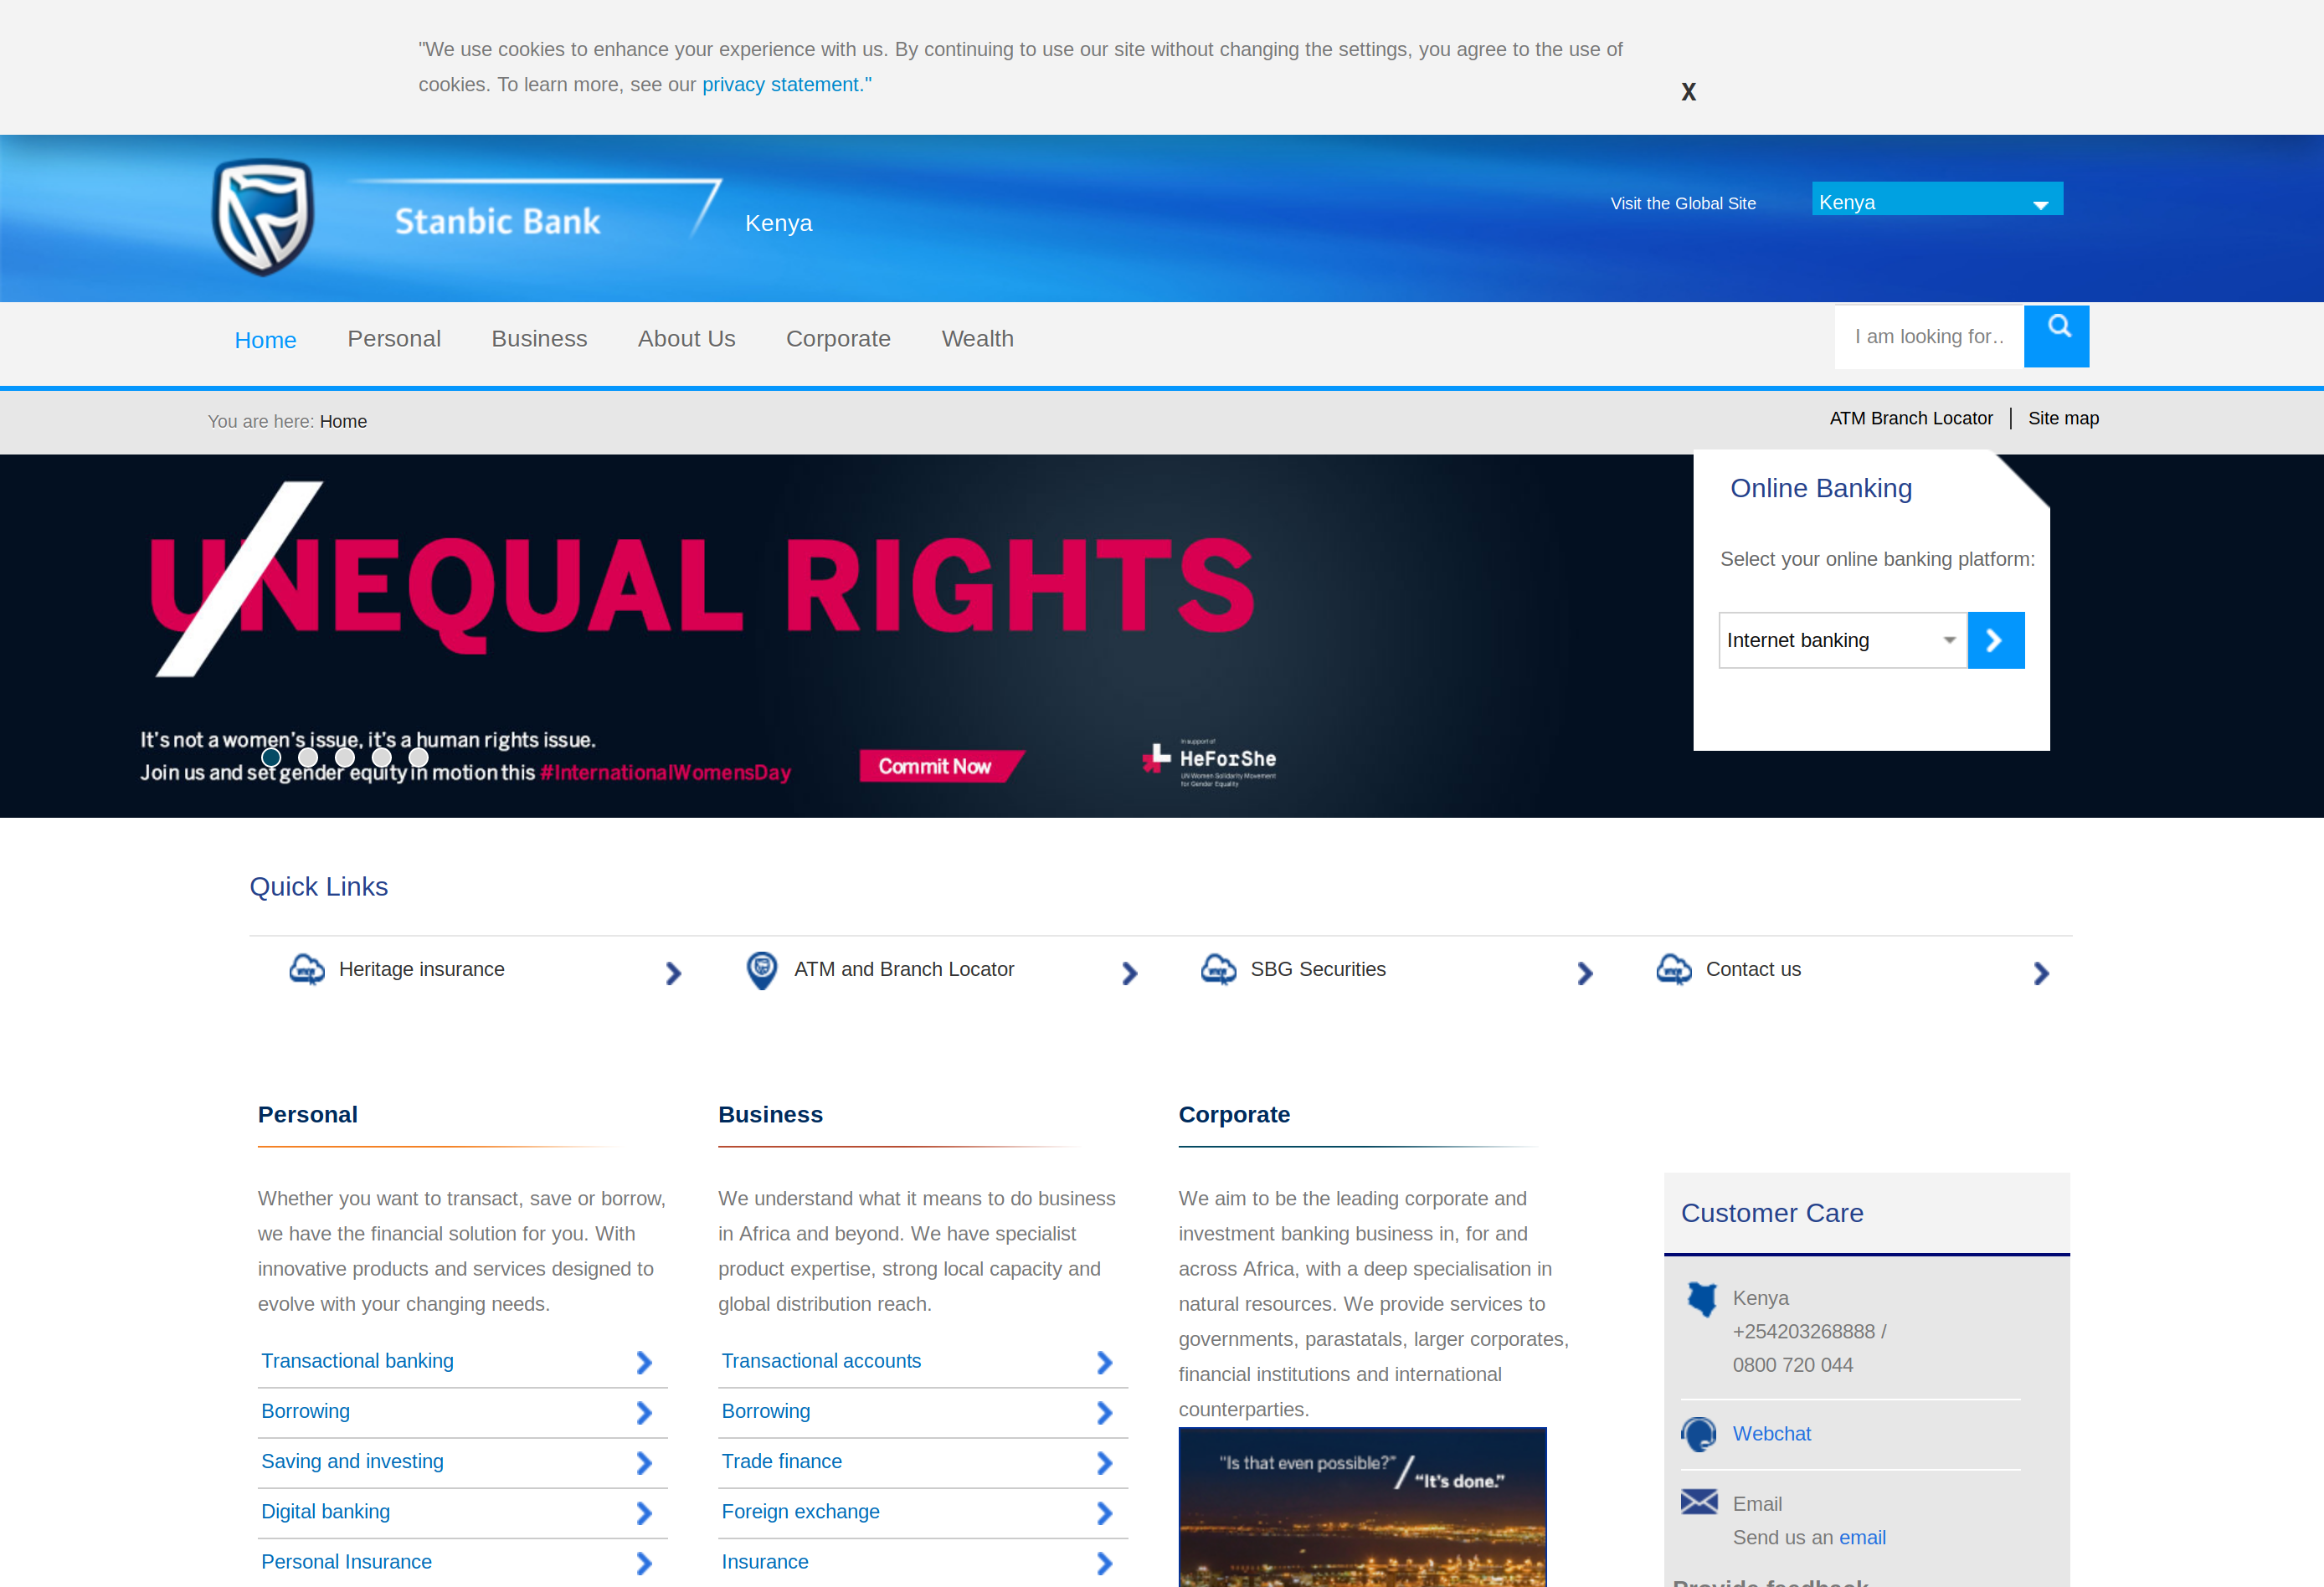 "We use cookies to enhance your experience with us. By continuing to use our site without changing the settings, you agree to the use of
cookies. To learn more, see our privacy statement."
X
Stanbic Bank
Kenya
Visit the Global Site
Kenya
Home
Personal
Business
About Us
Corporate
Wealth
I am looking for..
You are here: Home
ATM Branch Locator
Site map
UNEQUAL RIGHTS
It's not a women's issue, it's a human rights issue.
Join us and set gender equity in motion this #InternationalWomensDay
Commit Now
In support of
HeForShe
UN Women Solidarity Movement
for Gender Equality
Online Banking
Select your online banking platform:
Internet banking
Quick Links
Heritage insurance
ATM and Branch Locator
SBG Securities
Contact us
Personal
Whether you want to transact, save or borrow,
we have the financial solution for you. With
innovative products and services designed to
evolve with your changing needs.
Transactional banking
Borrowing
Saving and investing
Digital banking
Personal Insurance
Business
We understand what it means to do business
in Africa and beyond. We have specialist
product expertise, strong local capacity and
global distribution reach.
Transactional accounts
Borrowing
Trade finance
Foreign exchange
Insurance
Corporate
We aim to be the leading corporate and
investment banking business in, for and
across Africa, with a deep specialisation in
natural resources. We provide services to
governments, parastatals, larger corporates,
financial institutions and international
counterparties.
"Is that even possible?"
"It's done."
Customer Care
Kenya
+254203268888 /
0800 720 044
Webchat
Email
Send us an email
Provide feedback